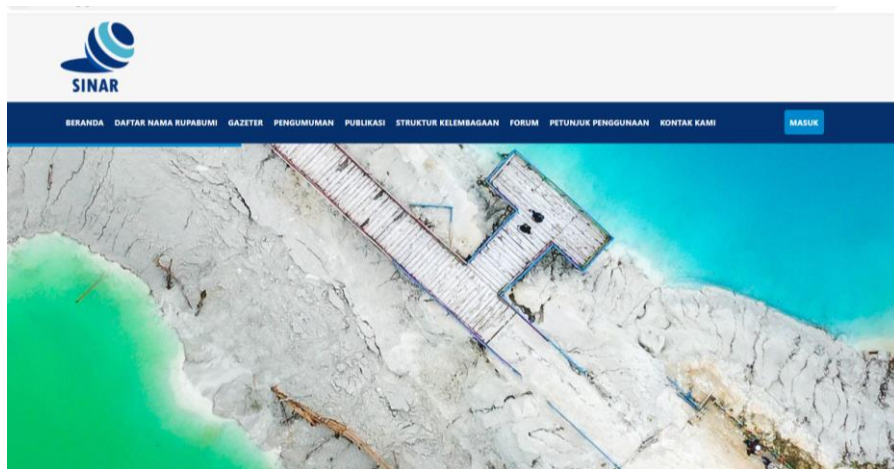 SINAR
BERANDA DAFTAR NAMA RUPABUMI GAZETER PENGUMUMAN PUBLIKASI STRUKTUR KELEMBAGAAN FORUM PETUNJUK PENGGUNAAN KONTAK KAMI MASUK